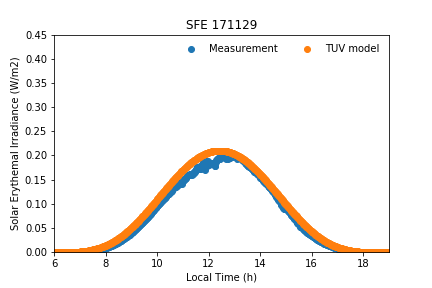 SFE 171129
Measurement TUV model
Solar Erythemal Irradiance (W/m2)
0.45
0.40
0.35
0.30
0.25
0.20
0.15
0.10
0.05
0.00
6 8 10 12 14 16 18
Local Time (h)